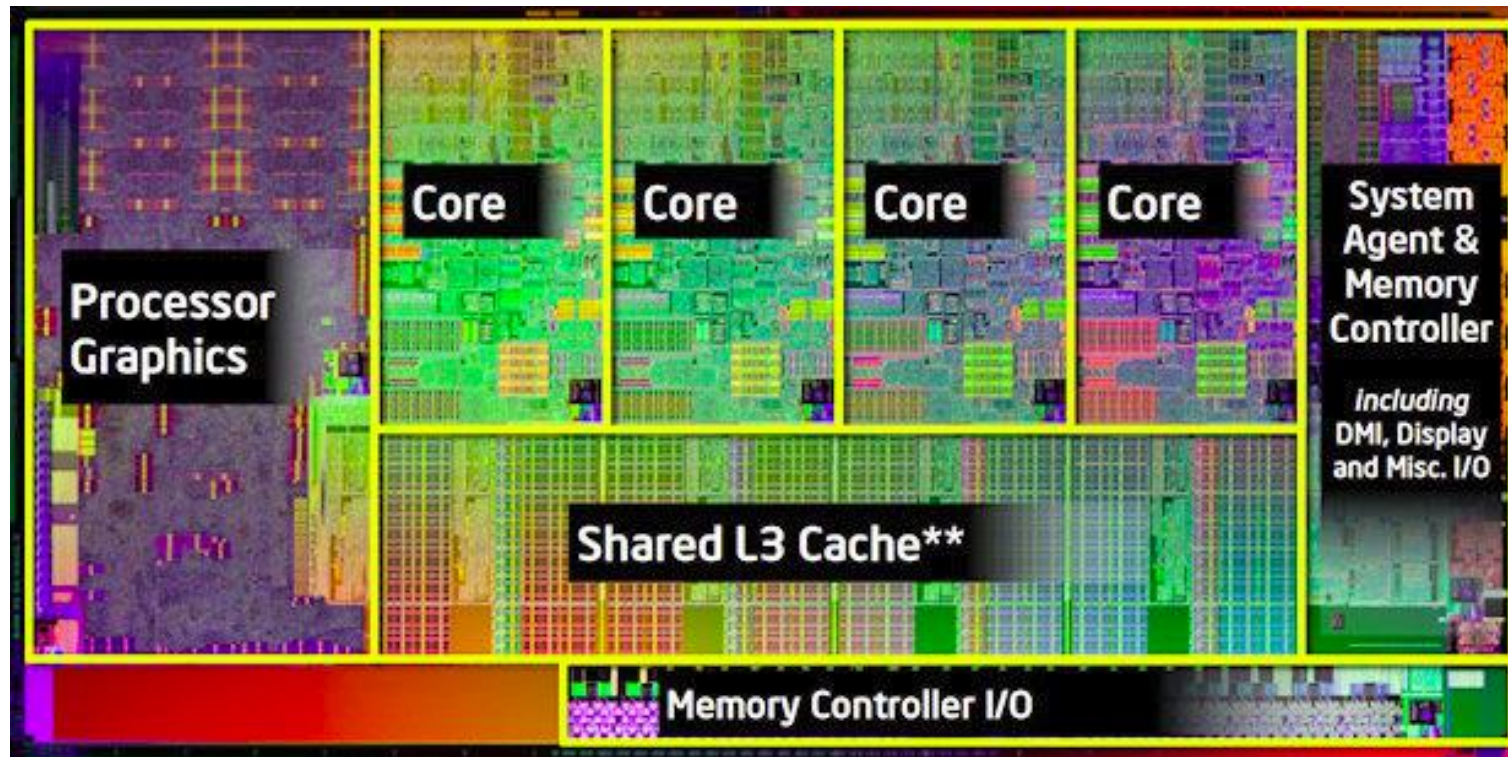 Processor
Graphics
Core
Core
Core
Core
System
Agent &
Memory
Controller
including
DMI, Display
and Misc. I/O
Shared L3 Cache**
Memory Controller I/O